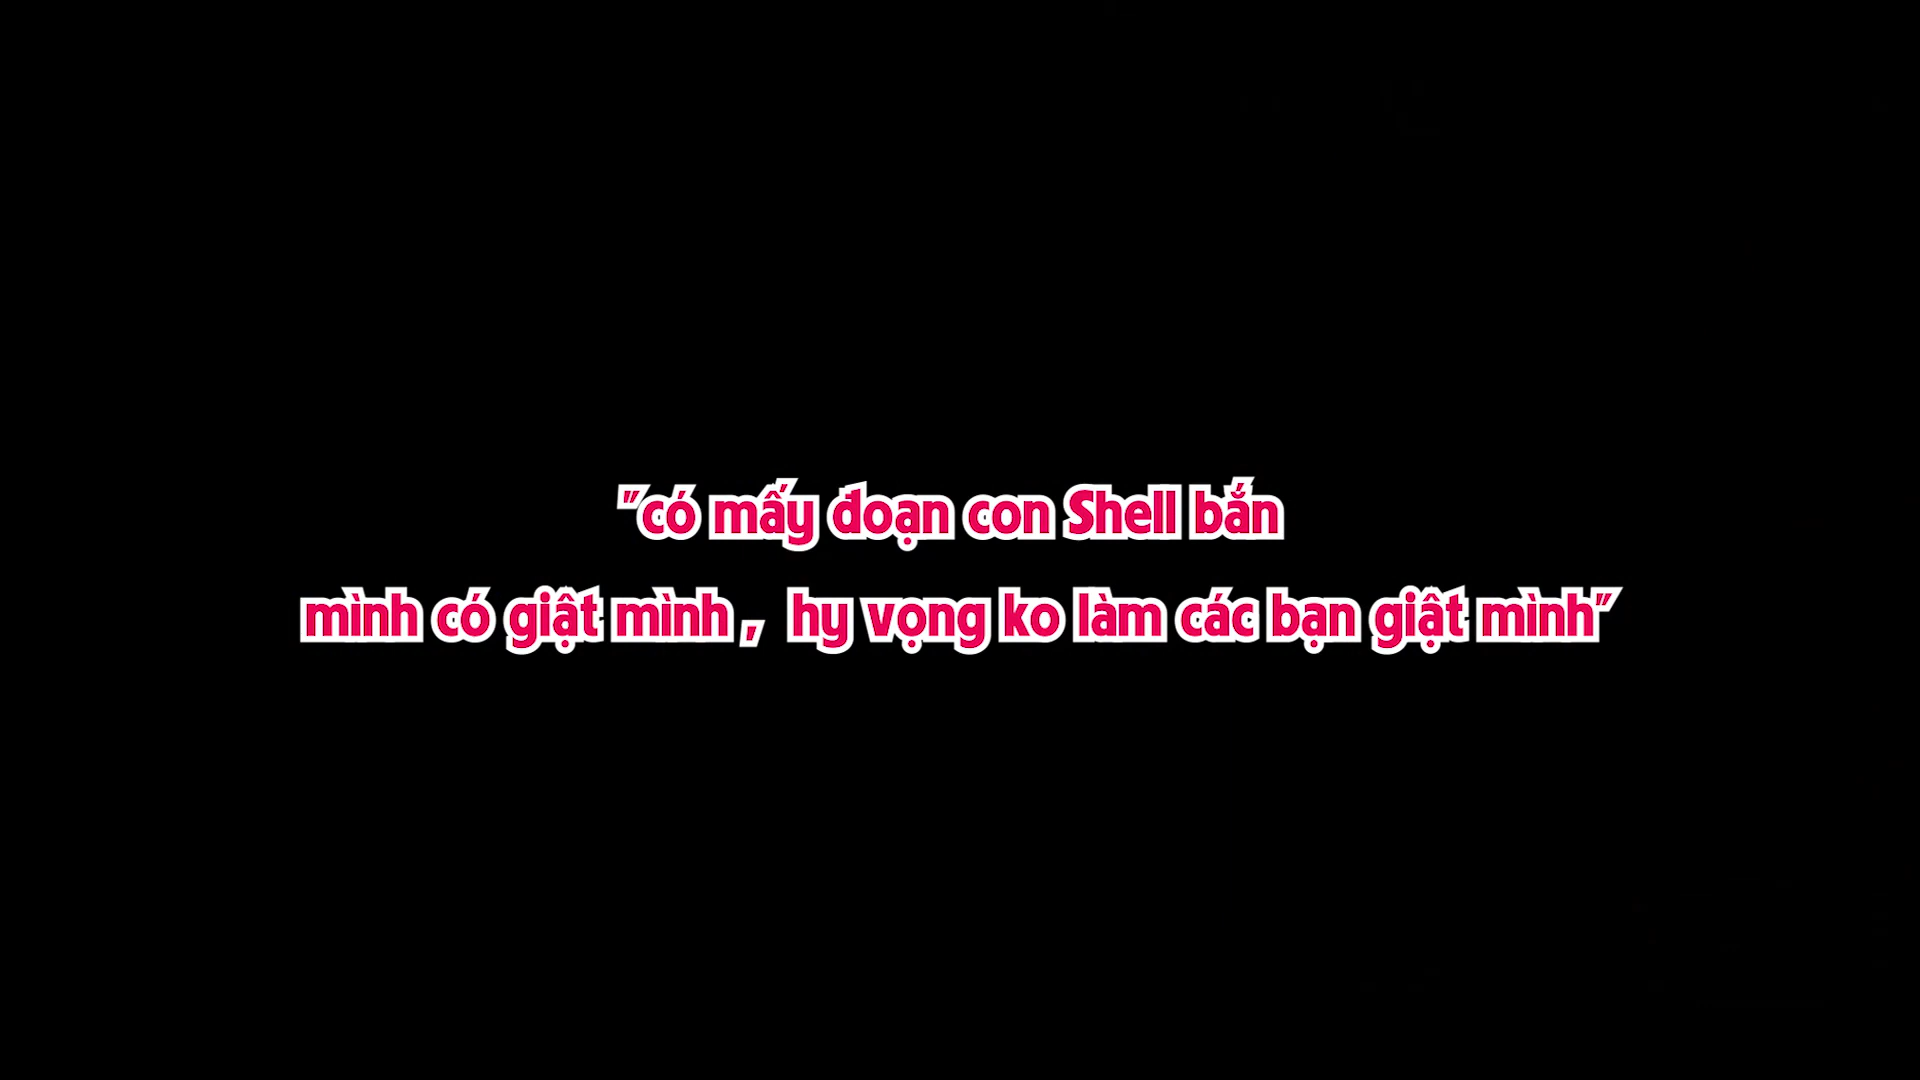 "có mấy đoạn con Shell bắn
mình có giật mình ,  hy vọng ko làm các bạn giật mình"